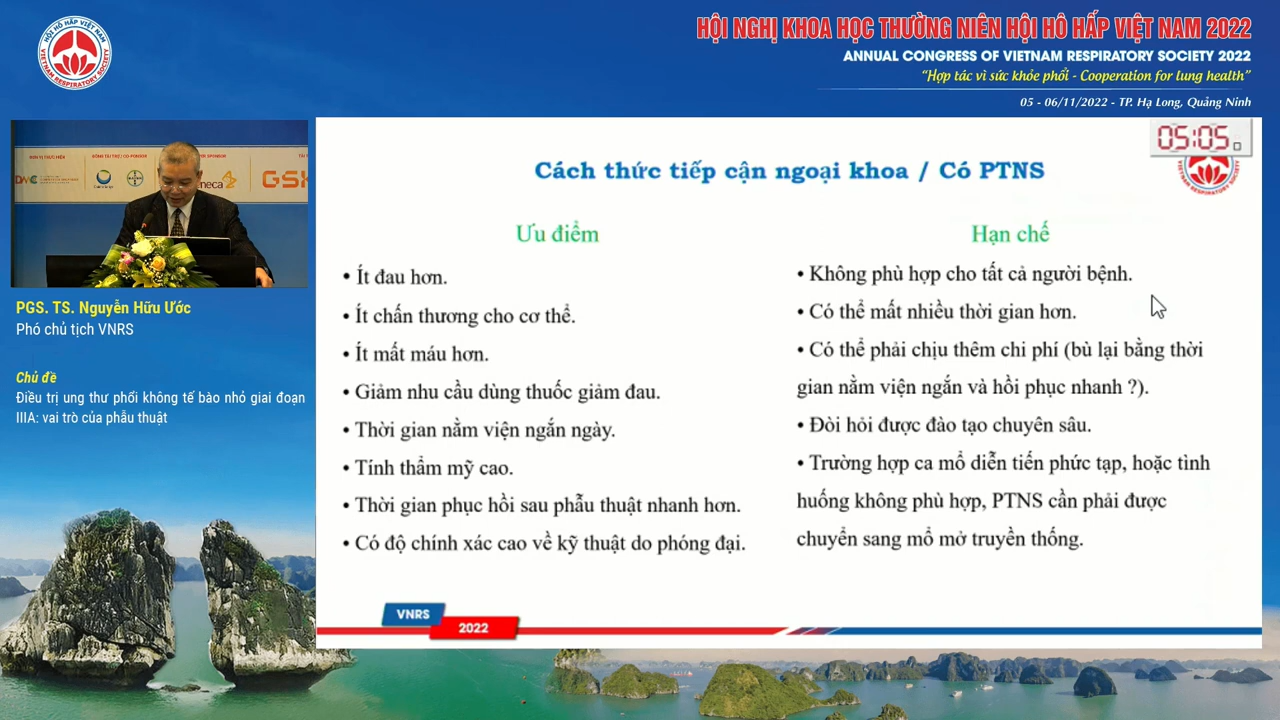 HỘI HÔ HẤP VIỆT NAM
VIETNAM RESPIRATORY SOCIETY
HỘI NGHỊ KHOA HỌC THƯỜNG NIÊN HỘI HÔ HẤP VIỆT NAM 2022
ANNUAL CONGRESS OF VIETNAM RESPIRATORY SOCIETY 2022
“Hợp tác vì sức khỏe phổi - Cooperation for lung health”
05 - 06/11/2022 - TP. Hạ Long, Quảng Ninh
PGS. TS. Nguyễn Hữu Ước
Phó chủ tịch VNRS
Chủ đề
Điều trị ung thư phổi không tế bào nhỏ giai đoạn
IIIA: vai trò của phẫu thuật
05:05
Cách thức tiếp cận ngoại khoa / Có PTNS
Ưu điểm
• Ít đau hơn.
• Ít chấn thương cho cơ thể.
• Ít mất máu hơn.
• Giảm nhu cầu dùng thuốc giảm đau.
• Thời gian nằm viện ngắn ngày.
• Tính thẩm mỹ cao.
• Thời gian phục hồi sau phẫu thuật nhanh hơn.
• Có độ chính xác cao về kỹ thuật do phóng đại.
Hạn chế
• Không phù hợp cho tất cả người bệnh.
• Có thể mất nhiều thời gian hơn.
• Có thể phải chịu thêm chi phí (bù lại bằng thời
gian nằm viện ngắn và hồi phục nhanh ?).
• Đòi hỏi được đào tạo chuyên sâu.
• Trường hợp ca mổ diễn tiến phức tạp, hoặc tình
huống không phù hợp, PTNS cần phải được
chuyển sang mổ mở truyền thống.
VNRS
2022